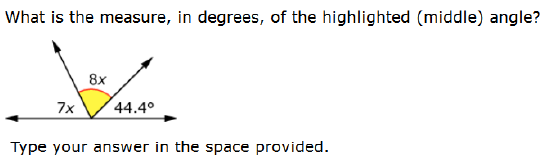 What is the measure, in degrees, of the highlighted (middle) angle?
8x
7x 44.4°
Type your answer in the space provided.